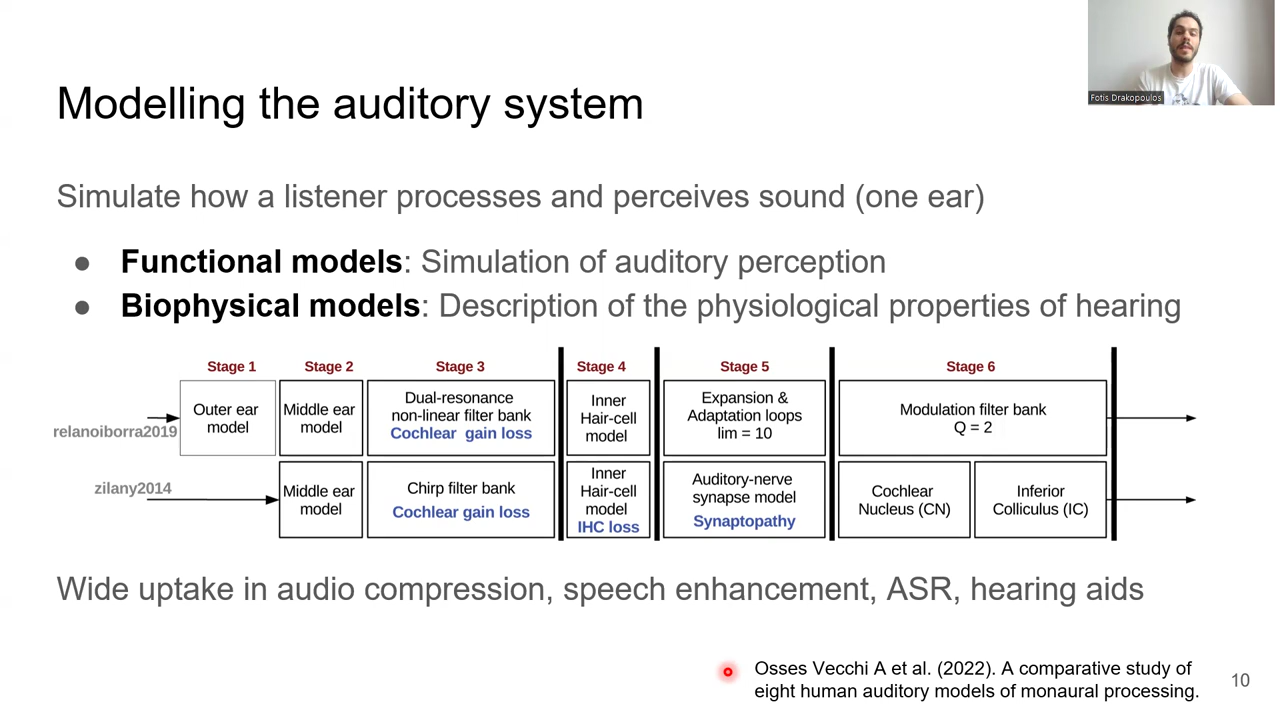 Fotis Drakopoulos
Modelling the auditory system
Simulate how a listener processes and perceives sound (one ear)
● Functional models: Simulation of auditory perception
● Biophysical models: Description of the physiological properties of hearing
Stage 1
Stage 2
Stage 3
Stage 4
Stage 5
Stage 6
relanoiborra2019
Outer ear
model
Middle ear
model
Dual-resonance
non-linear filter bank
Cochlear gain loss
Inner
Hair-cell
model
Expansion &
Adaptation loops
lim = 10
Modulation filter bank
Q = 2
zilany2014
Middle ear
model
Chirp filter bank
Cochlear gain loss
Inner
Hair-cell
model
IHC loss
Auditory-nerve
synapse model
Synaptopathy
Cochlear
Nucleus (CN)
Inferior
Colliculus (IC)
Wide uptake in audio compression, speech enhancement, ASR, hearing aids
Osses Vecchi A et al. (2022). A comparative study of
eight human auditory models of monaural processing.
10